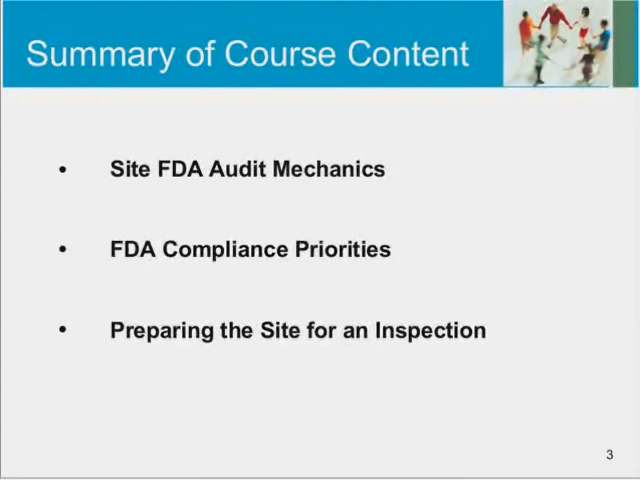 Summary of Course Content
• Site FDA Audit Mechanics
• FDA Compliance Priorities
• Preparing the Site for an Inspection
3